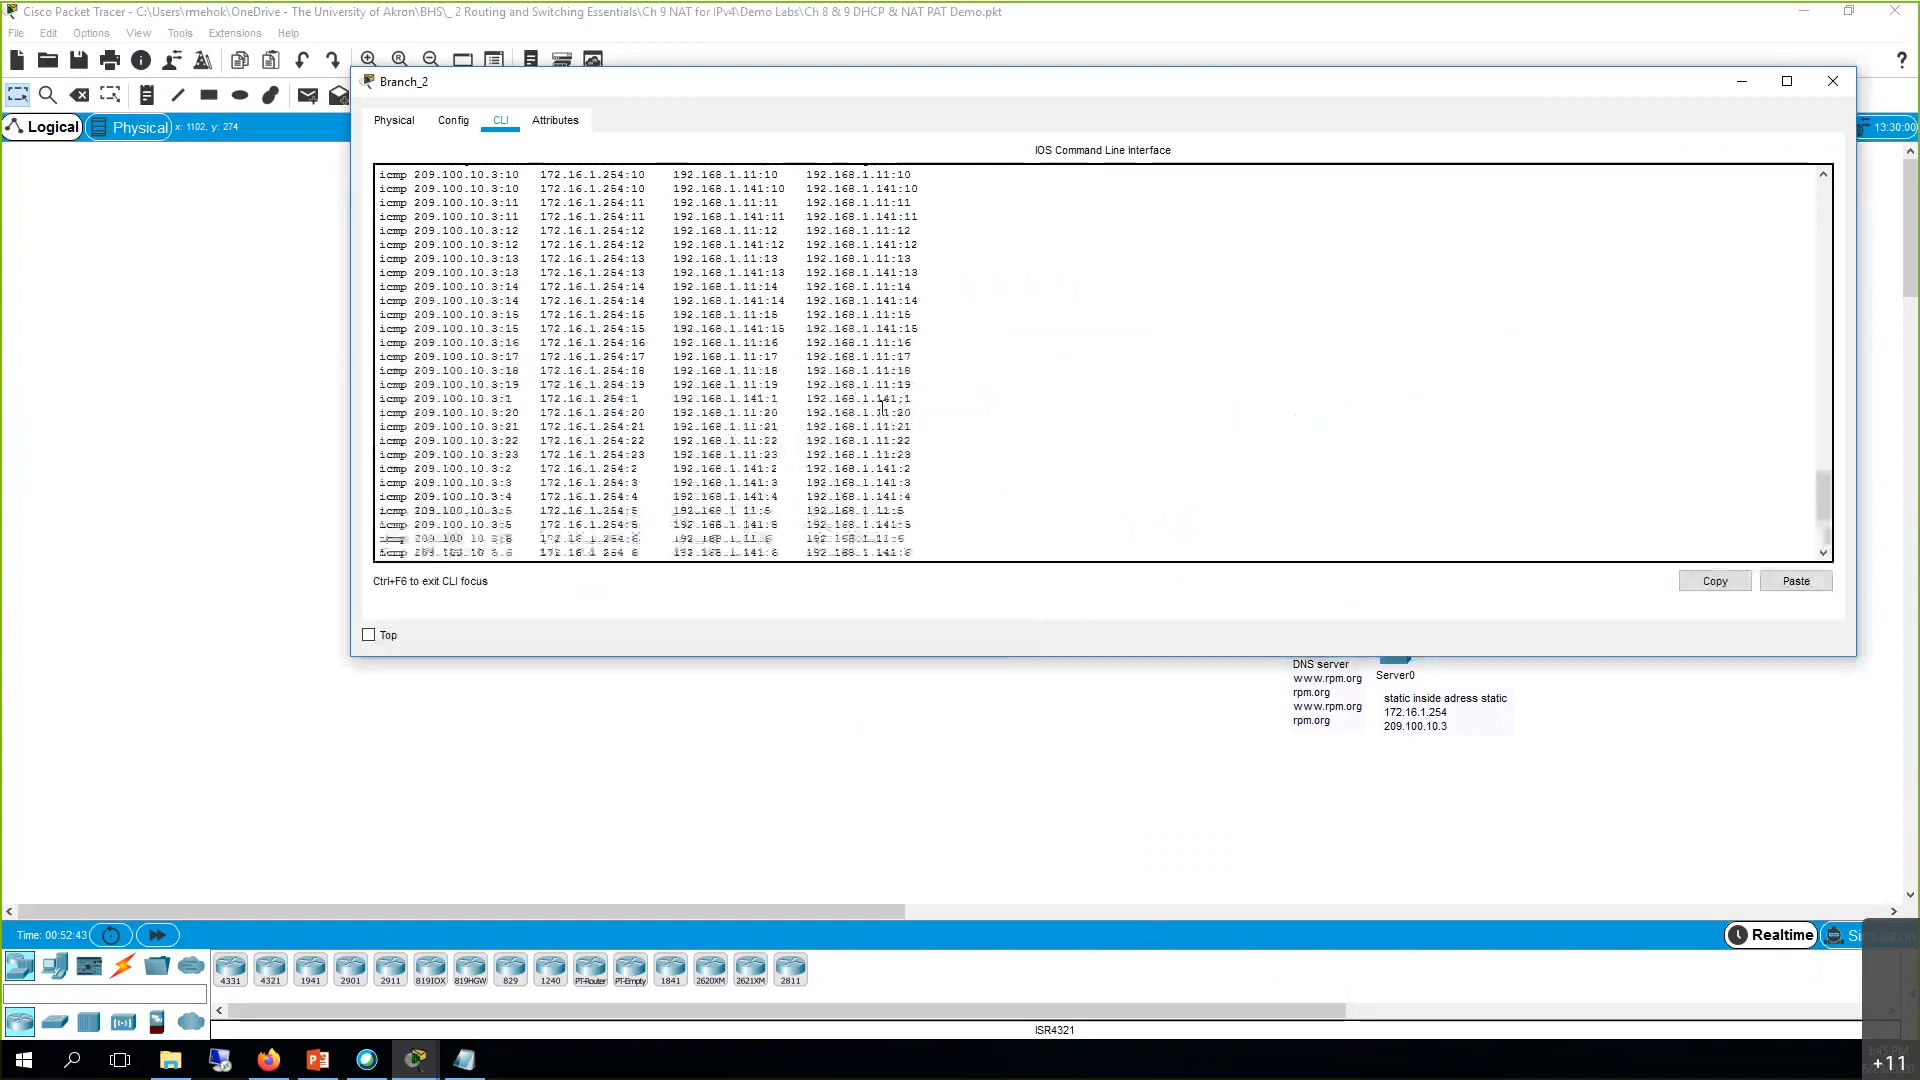 Cisco Packet Tracer - C:\Users\rmehok\OneDrive - The University of Akron\BHS\_ 2 Routing and Switching Essentials\Ch 9 NAT for IPv4\Demo Labs\Ch 8 & 9 DHCP & NAT PAT Demo.pkt
File Edit Options View Tools Extensions Help
Branch_2
Logical Physical x: 1102, y: 274
13:30:00
Physical Config CLI Attributes
IOS Command Line Interface
icmp 209.100.10.3:10 172.16.1.254:10 192.168.1.11:10 192.168.1.11:10
icmp 209.100.10.3:10 172.16.1.254:10 192.168.1.141:10 192.168.1.141:10
icmp 209.100.10.3:11 172.16.1.254:11 192.168.1.11:11 192.168.1.11:11
icmp 209.100.10.3:11 172.16.1.254:11 192.168.1.141:11 192.168.1.141:11
icmp 209.100.10.3:12 172.16.1.254:12 192.168.1.11:12 192.168.1.11:12
icmp 209.100.10.3:12 172.16.1.254:12 192.168.1.141:12 192.168.1.141:12
icmp 209.100.10.3:13 172.16.1.254:13 192.168.1.11:13 192.168.1.11:13
icmp 209.100.10.3:13 172.16.1.254:13 192.168.1.141:13 192.168.1.141:13
icmp 209.100.10.3:14 172.16.1.254:14 192.168.1.11:14 192.168.1.11:14
icmp 209.100.10.3:14 172.16.1.254:14 192.168.1.141:14 192.168.1.141:14
icmp 209.100.10.3:15 172.16.1.254:15 192.168.1.11:15 192.168.1.11:15
icmp 209.100.10.3:15 172.16.1.254:15 192.168.1.141:15 192.168.1.141:15
icmp 209.100.10.3:16 172.16.1.254:16 192.168.1.11:16 192.168.1.11:16
icmp 209.100.10.3:17 172.16.1.254:17 192.168.1.11:17 192.168.1.11:17
icmp 209.100.10.3:18 172.16.1.254:18 192.168.1.11:18 192.168.1.11:18
icmp 209.100.10.3:19 172.16.1.254:19 192.168.1.11:19 192.168.1.11:19
icmp 209.100.10.3:1 172.16.1.254:1 192.168.1.141:1 192.168.1.141:1
icmp 209.100.10.3:20 172.16.1.254:20 192.168.1.11:20 192.168.1.11:20
icmp 209.100.10.3:21 172.16.1.254:21 192.168.1.11:21 192.168.1.11:21
icmp 209.100.10.3:22 172.16.1.254:22 192.168.1.11:22 192.168.1.11:22
icmp 209.100.10.3:23 172.16.1.254:23 192.168.1.11:23 192.168.1.11:23
icmp 209.100.10.3:2 172.16.1.254:2 192.168.1.141:2 192.168.1.141:2
icmp 209.100.10.3:3 172.16.1.254:3 192.168.1.141:3 192.168.1.141:3
icmp 209.100.10.3:4 172.16.1.254:4 192.168.1.141:4 192.168.1.141:4
icmp 209.100.10.3:5 172.16.1.254:5 192.168.1.11:5 192.168.1.11:5
icmp 209.100.10.3:5 172.16.1.254:5 192.168.1.141:5 192.168.1.141:5
192.168.1.11:6 192.168.1.11:6
icmp 172.16.1.254 6 192.168.1.141:6 192.168.1.141:6
Ctrl+F6 to exit CLI focus
Copy Paste
Top
DNS server
www.rpm.org
rpm.org
www.rpm.org
rpm.org
Server0
static inside adress static
172.16.1.254
209.100.10.3
Time: 00:52:43
Realtime
4331 4321 1941 2901 2911 819IOX 819HGW 829 1240 PT-Router PT-Empty 1841 2620XM 2621XM 2811
ISR4321
+11